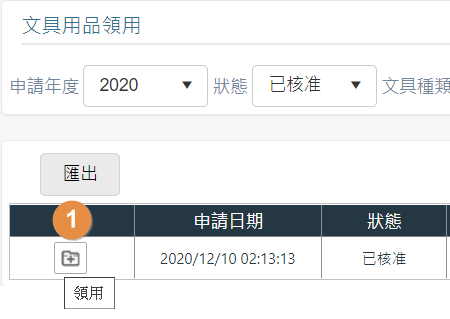 文具用品領用
申請年度 2020 狀態 已核准 文具種類
匯出
1 申請日期 狀態
2020/12/10 02:13:13 已核准
領用